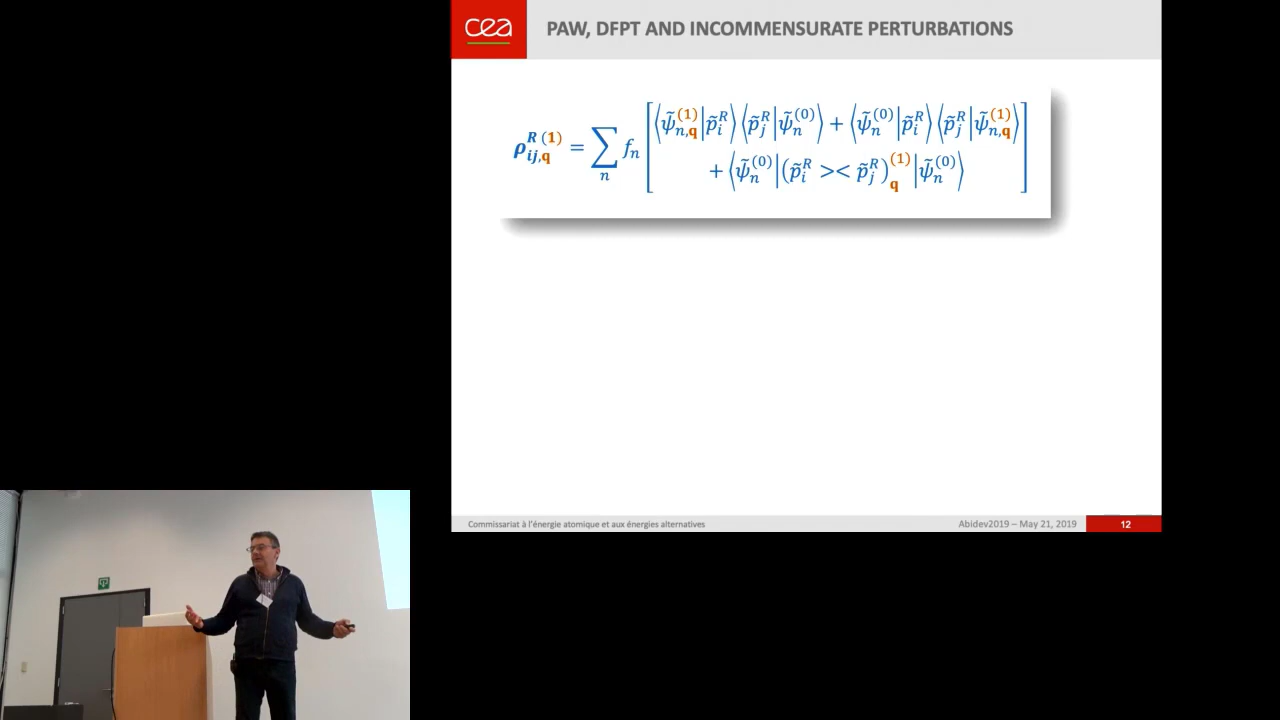 cea
PAW, DFPT AND INCOMMENSURATE PERTURBATIONS
ρ^{R (1)}_{ij,q} = ∑_n f_n [ ⟨ψ̃^{(1)}_{n,q}|p̃^R_i⟩ ⟨p̃^R_j|ψ̃^{(0)}_n⟩ + ⟨ψ̃^{(0)}_n|p̃^R_i⟩ ⟨p̃^R_j|ψ̃^{(1)}_{n,q}⟩
+ ⟨ψ̃^{(0)}_n|(p̃^R_i >< p̃^R_j)^{(1)}_q|ψ̃^{(0)}_n⟩ ]
Commissariat à l'énergie atomique et aux énergies alternatives
Abidev2019 – May 21, 2019
12